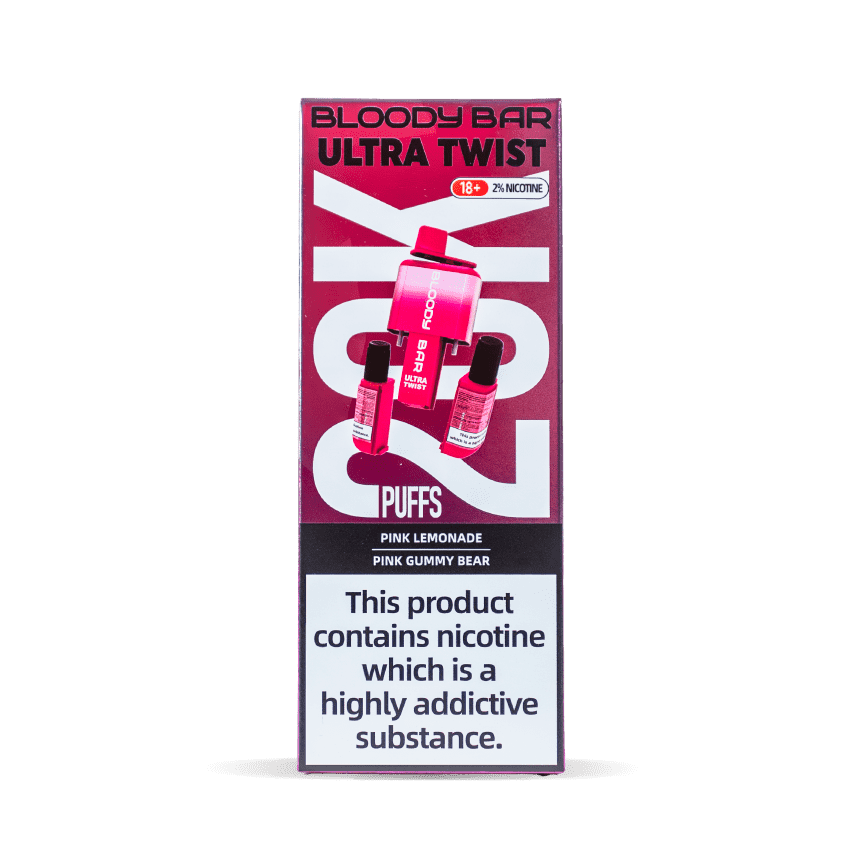 BLOODY BAR
ULTRA TWIST
18+ 2% NICOTINE
20K
BLOODY BAR
ULTRA
TWIST
PUFFS
PINK LEMONADE
PINK GUMMY BEAR
This product
contains nicotine
which is a
highly addictive
substance.